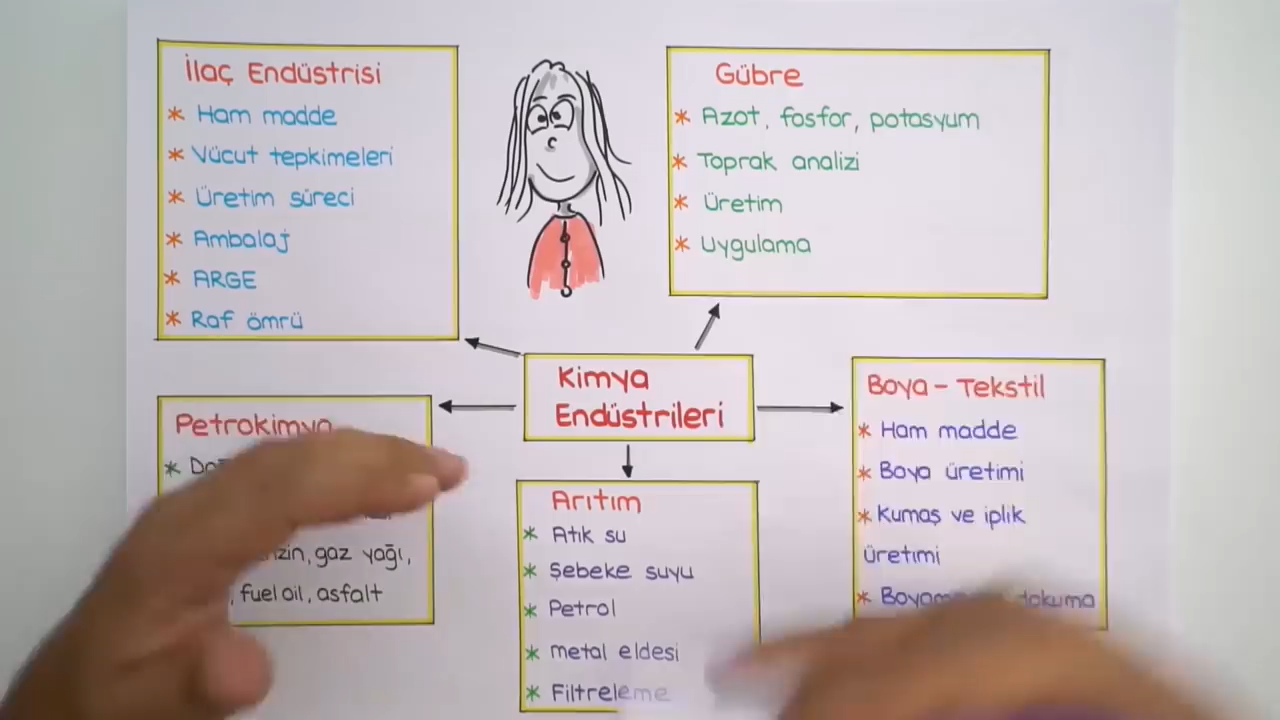 İlaç Endüstrisi
* Ham madde
* Vücut tepkimeleri
* Üretim süreci
* Ambalaj
* ARGE
* Raf ömrü
Gübre
* Azot, fosfor, potasyum
* Toprak analizi
* Üretim
* Uygulama
Kimya
Endüstrileri
Petrokimya
*
gaz yağı,
, fuel oil, asfalt
Arıtım
* Atık su
* Şebeke suyu
* Petrol
* metal eldesi
* Filtreleme
Boya - Tekstil
* Ham madde
* Boya üretimi
* Kumaş ve iplik
üretimi
* dokuma